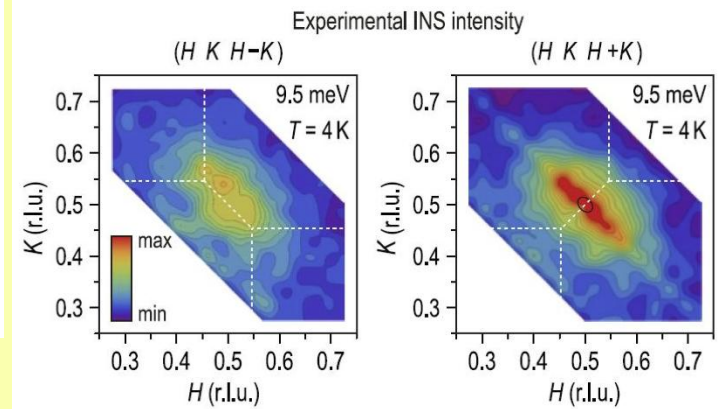 Experimental INS intensity
(H K H−K)
(H K H+K)
9.5 meV
T = 4 K
9.5 meV
T = 4 K
0.7
0.6
0.5
0.4
0.3
K (r.l.u.)
max
min
0.3 0.4 0.5 0.6 0.7
H (r.l.u.)
0.7
0.6
0.5
0.4
0.3
K (r.l.u.)
0.3 0.4 0.5 0.6 0.7
H (r.l.u.)